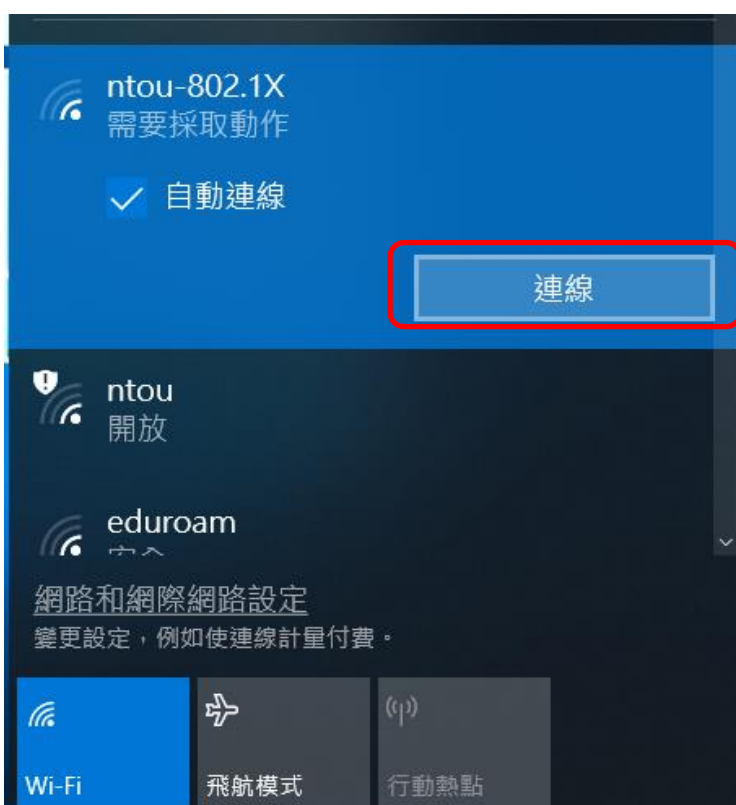 ntou-802.1X
需要採取動作
自動連線
連線
ntou
開放
eduroam
網路和網際網路設定
變更設定，例如使連線計量付費。
Wi-Fi
飛航模式
行動熱點